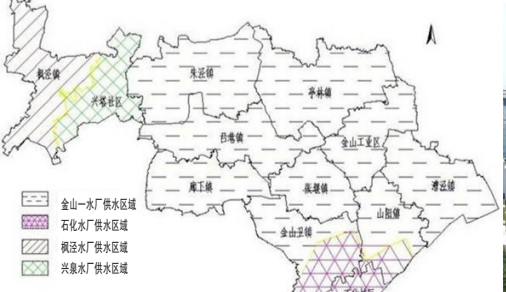 枫泾镇
朱泾镇
亭林镇
兴塔社区
吕巷镇
金山工业区
廊下镇
张堰镇
漕泾镇
山阳镇
金山卫镇
金山一水厂供水区域
石化水厂供水区域
枫泾水厂供水区域
兴泉水厂供水区域